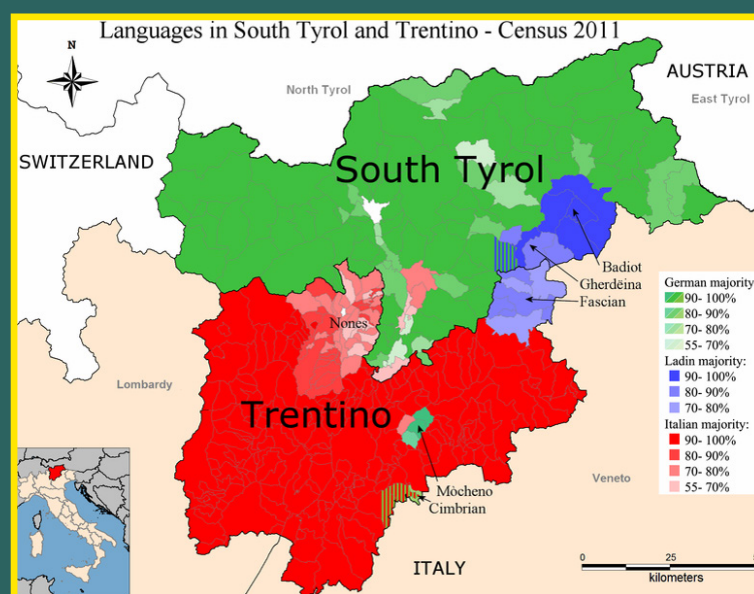 Languages in South Tyrol and Trentino - Census 2011
N
AUSTRIA
North Tyrol
East Tyrol
SWITZERLAND
South Tyrol
Badiot
Gherdëina
Fascian
German majority
90- 100%
80- 90%
70- 80%
55- 70%
Ladin majority:
90- 100%
80- 90%
70- 80%
Italian majority:
90- 100%
80- 90%
70- 80%
55- 70%
Nones
Lombardy
Trentino
Mòcheno
Cimbrian
Veneto
ITALY
0 25
kilometers